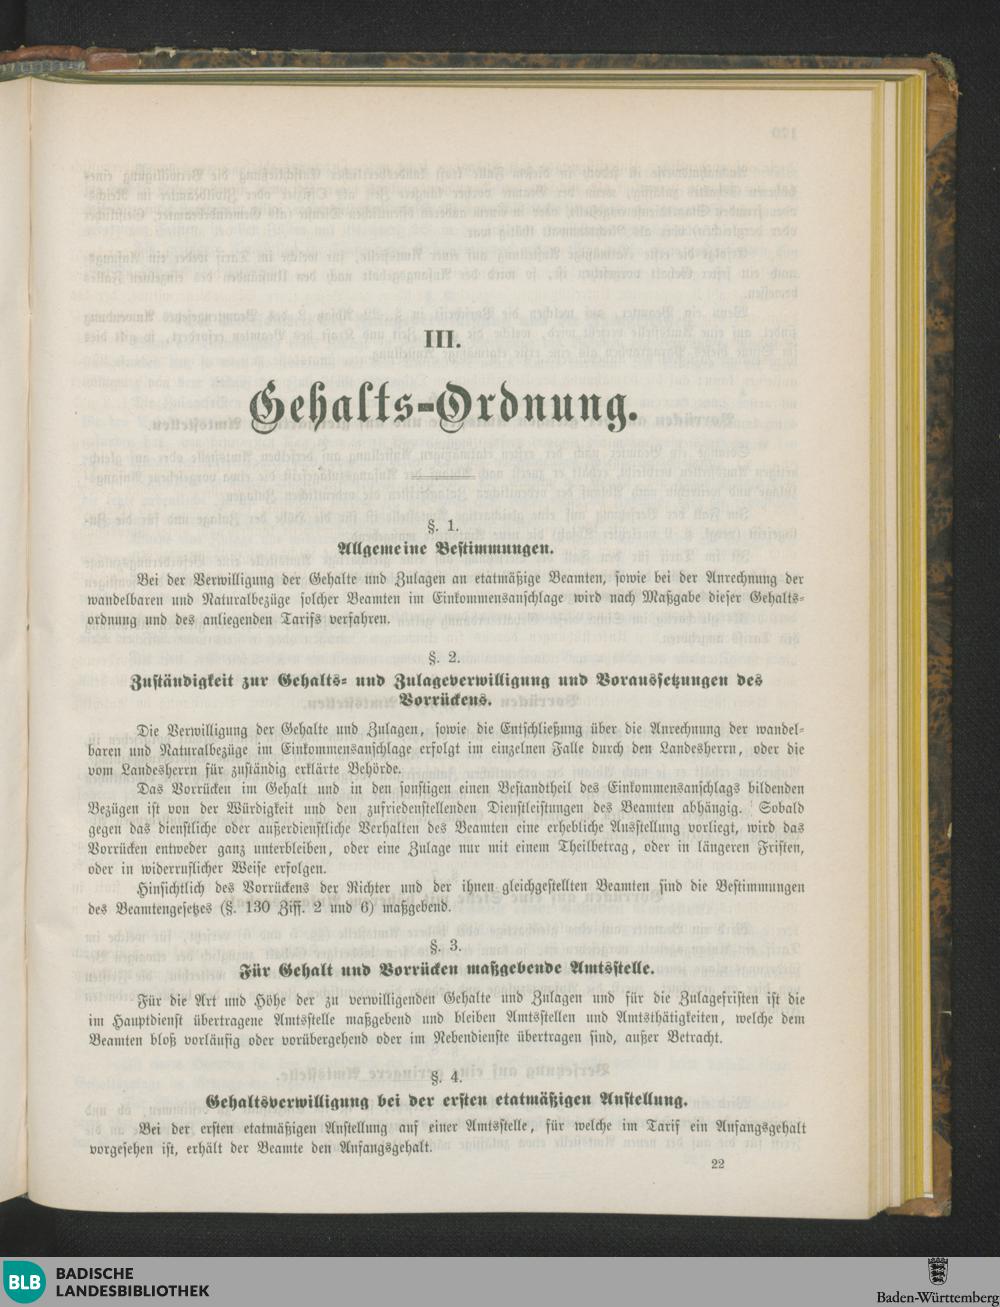 III.
Gehalts-Ordnung.
§. 1.
Allgemeine Bestimmungen.
Bei der Verwilligung der Gehalte und Zulagen an etatmäßige Beamten, sowie bei der Anrechnung der
wandelbaren und Naturalbezüge solcher Beamten im Einkommensanschlage wird nach Maßgabe dieser Gehalts-
ordnung und des anliegenden Tarifs verfahren.
§. 2.
Zuständigkeit zur Gehalts- und Zulageverwilligung und Voraussetzungen des
Vorrückens.
Die Verwilligung der Gehalte und Zulagen, sowie die Entschließung über die Anrechnung der wandel-
baren und Naturalbezüge im Einkommensanschlage erfolgt im einzelnen Falle durch den Landesherrn, oder die
vom Landesherrn für zuständig erklärte Behörde.
Das Vorrücken im Gehalt und in den sonstigen einen Bestandtheil des Einkommensanschlags bildenden
Bezügen ist von der Würdigkeit und den zufriedenstellenden Dienstleistungen des Beamten abhängig. Sobald
gegen das dienstliche oder außerdienstliche Verhalten des Beamten eine erhebliche Ausstellung vorliegt, wird das
Vorrücken entweder ganz unterbleiben, oder eine Zulage nur mit einem Theilbetrag, oder in längeren Fristen,
oder in widerruflicher Weise erfolgen.
Hinsichtlich des Vorrückens der Richter und der ihnen gleichgestellten Beamten sind die Bestimmungen
des Beamtengesetzes (§. 130 Ziff. 2 und 6) maßgebend.
§. 3.
Für Gehalt und Vorrücken maßgebende Amtsstelle.
Für die Art und Höhe der zu verwilligenden Gehalte und Zulagen und für die Zulagefristen ist die
im Hauptdienst übertragene Amtsstelle maßgebend und bleiben Amtsstellen und Amtsthätigkeiten, welche dem
Beamten bloß vorläufig oder vorübergehend oder im Nebendienste übertragen sind, außer Betracht.
§. 4.
Gehaltsverwilligung bei der ersten etatmäßigen Anstellung.
Bei der ersten etatmäßigen Anstellung auf einer Amtsstelle, für welche im Tarif ein Anfangsgehalt
vorgesehen ist, erhält der Beamte den Anfangsgehalt.
22
BLB BADISCHE
LANDESBIBLIOTHEK
Baden-Württemberg